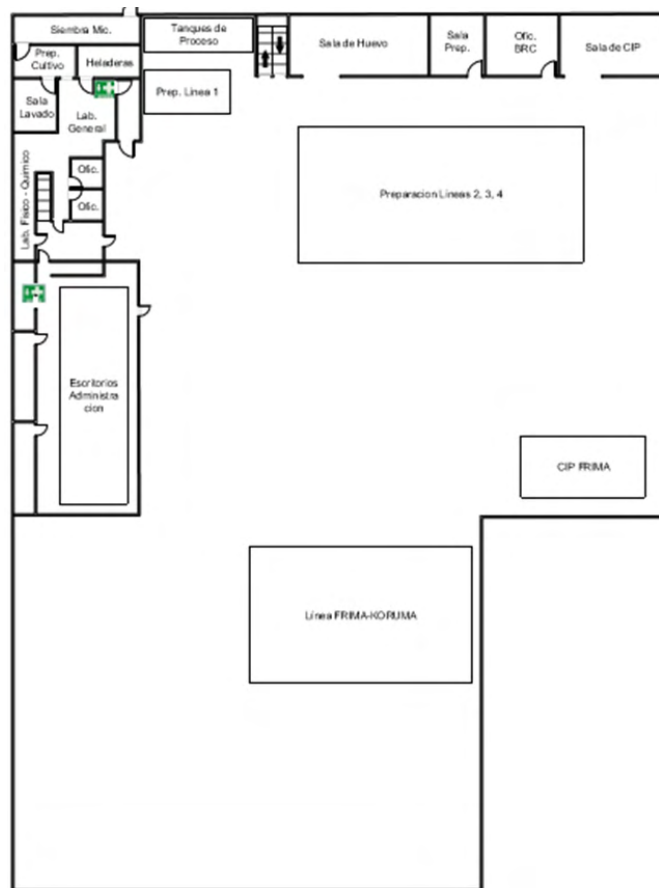 Siembra Mic.
Tanques de
Proceso
Sala de Huevo
Sala
Prep.
Ofic.
BRC
Sala de CIP
Prep.
Cultivo
Heladeras
Prep. Linea 1
Sala
Lavado
Lab.
General
Ofic.
Ofic.
Lab. Fisico - Quimico
Preparacion Lineas 2, 3, 4
Escritorios
Administra
cion
CIP FRIMA
Linea FRIMA-KORUMA